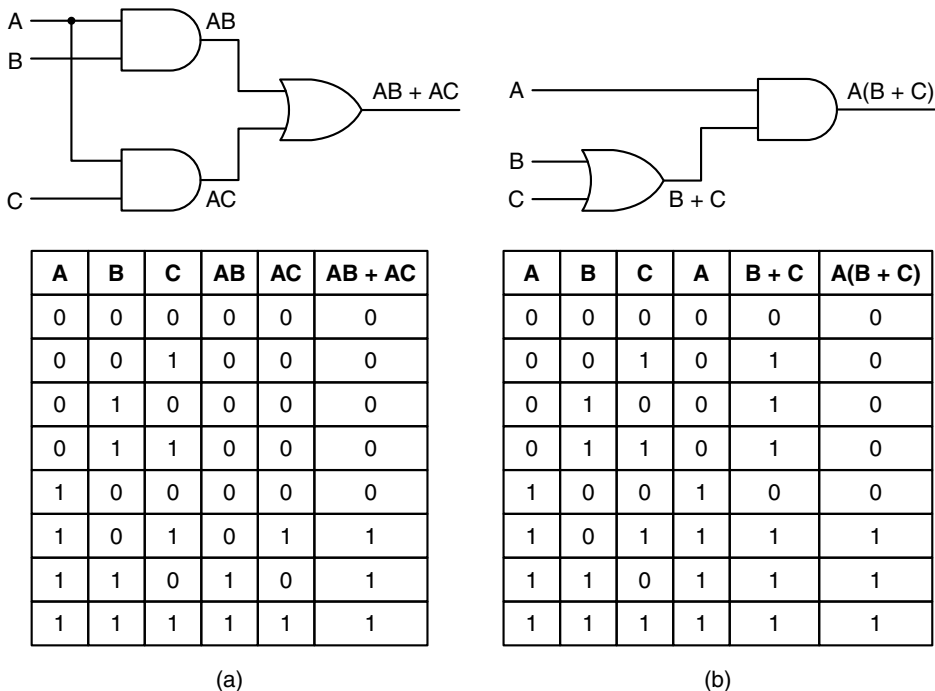 A
B
C
AB
AC
AB + AC
A
B
C
B + C
A(B + C)
A B C AB AC AB + AC
0 0 0 0 0 0
0 0 1 0 0 0
0 1 0 0 0 0
0 1 1 0 0 0
1 0 0 0 0 0
1 0 1 0 1 1
1 1 0 1 0 1
1 1 1 1 1 1
(a)
A B C A B + C A(B + C)
0 0 0 0 0 0
0 0 1 0 1 0
0 1 0 0 1 0
0 1 1 0 1 0
1 0 0 1 0 0
1 0 1 1 1 1
1 1 0 1 1 1
1 1 1 1 1 1
(b)